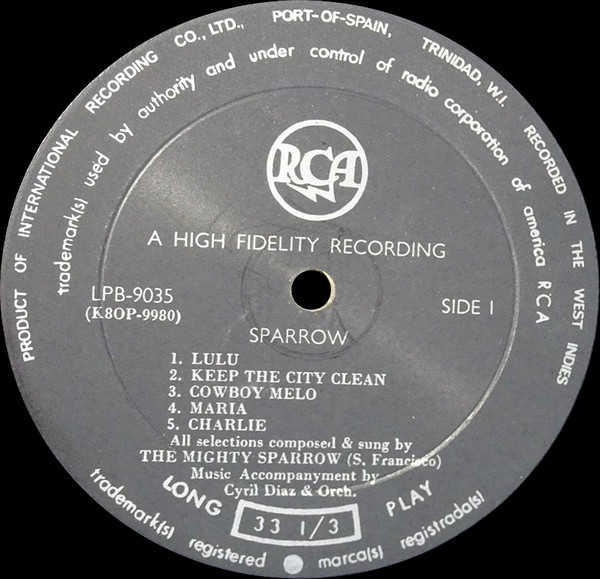 PRODUCT OF INTERNATIONAL RECORDING CO., LTD., PORT-OF-SPAIN, TRINIDAD, W.I. RECORDED IN THE WEST INDIES
trademark(s) used by authority and under control of radio corporation of america RCA
RCA
A HIGH FIDELITY RECORDING
LPB-9035
(K8OP-9980)
SIDE 1
SPARROW
1. LULU
2. KEEP THE CITY CLEAN
3. COWBOY MELO
4. MARIA
5. CHARLIE
All selections composed & sung by
THE MIGHTY SPARROW (S. Francisco)
Music Accompanyment by
Cyril Diaz & Orch.
LONG 33 1/3 PLAY
trademark(s) registered marca(s) registrada(s)